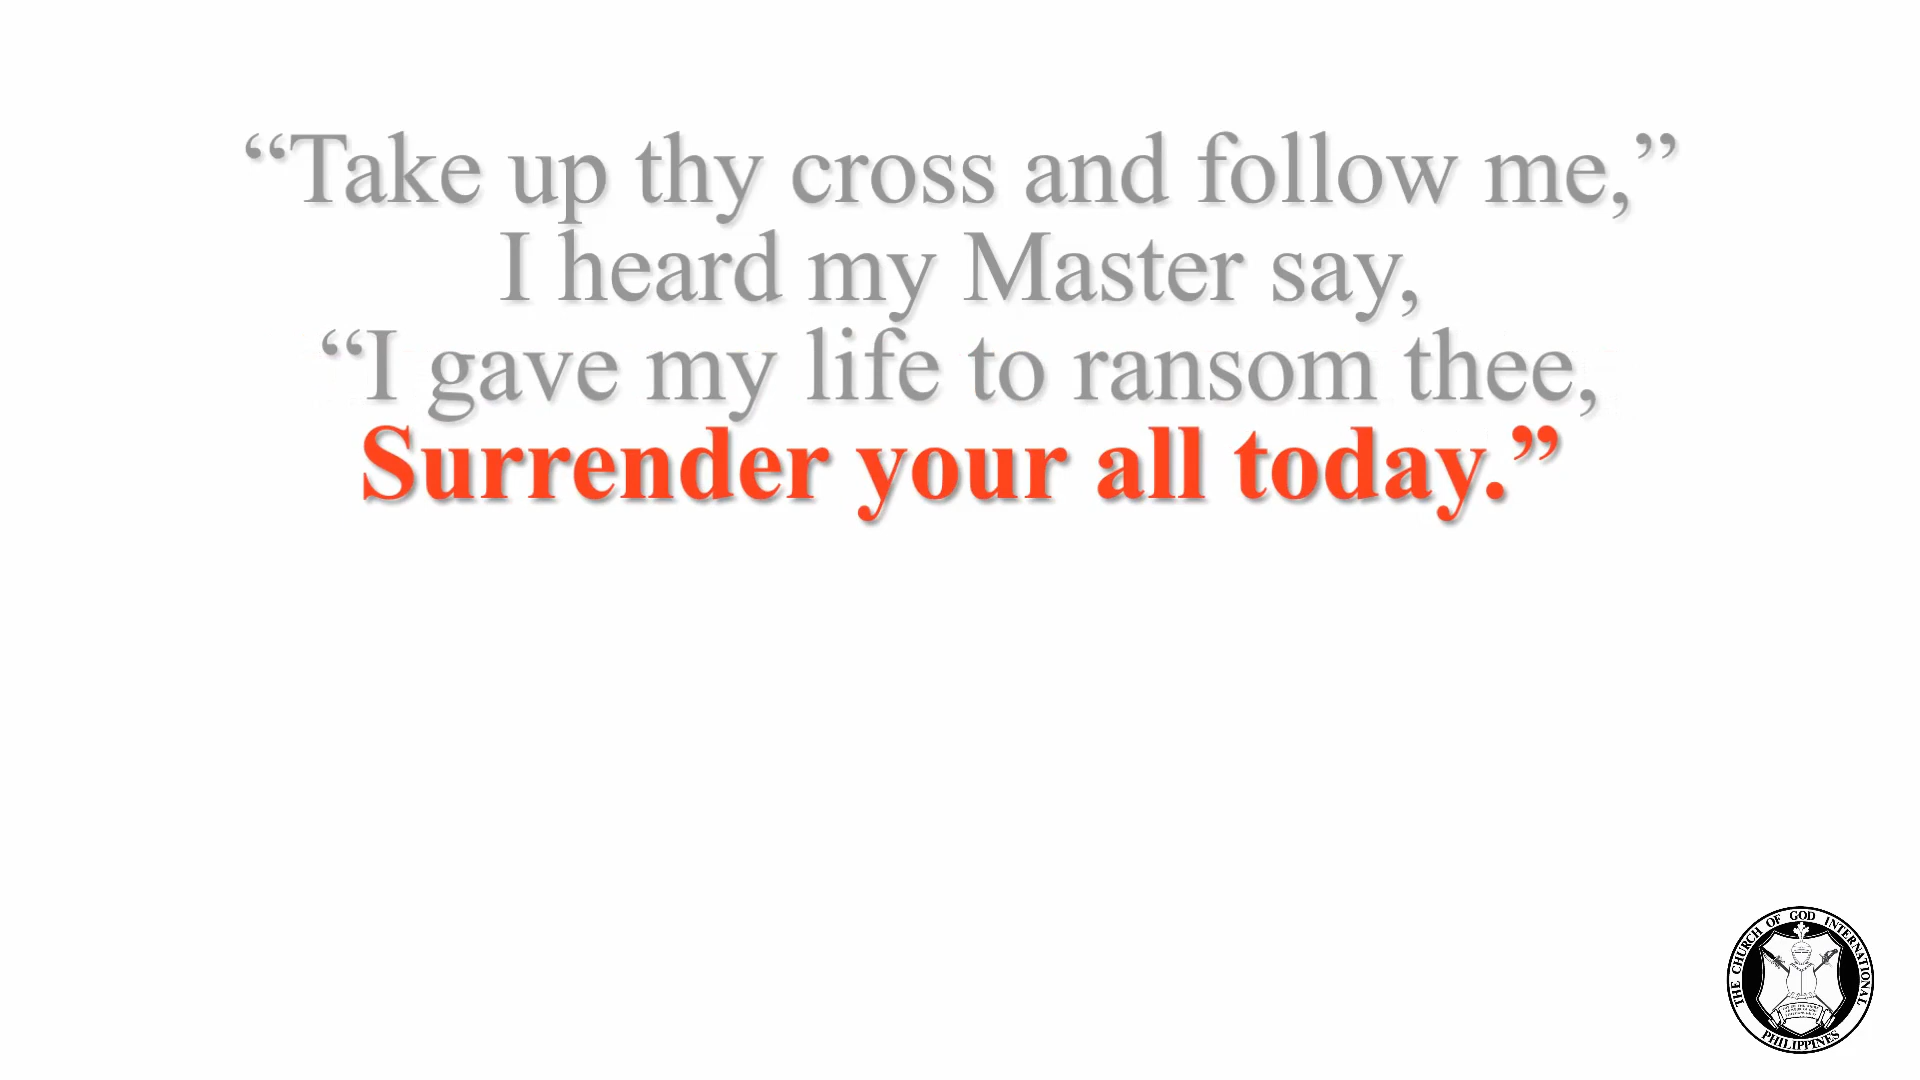 “Take up thy cross and follow me,”
I heard my Master say,
“I gave my life to ransom thee,
Surrender your all today.”
THE CHURCH OF GOD INTERNATIONAL
PHILIPPINES